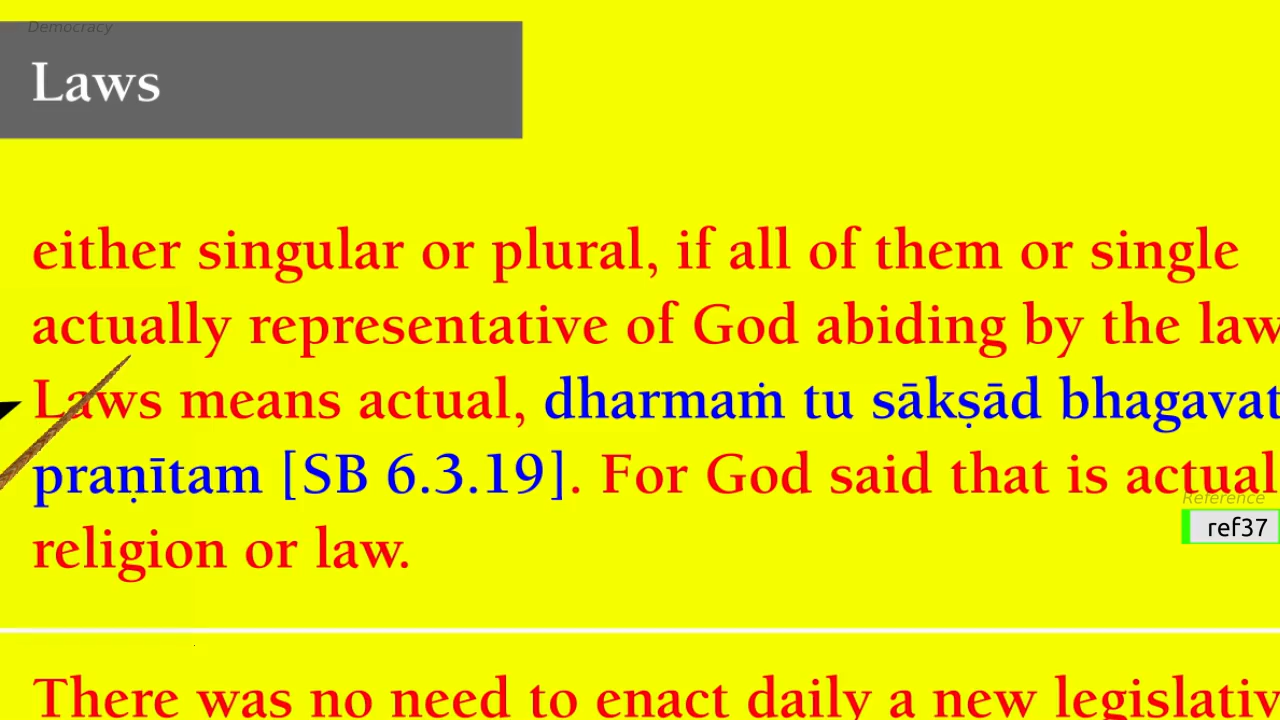 Democracy
Laws
either singular or plural, if all of them or single
actually representative of God abiding by the law
Laws means actual, dharmaṁ tu sākṣād bhagavat
praṇītam [SB 6.3.19]. For God said that is actual
Reference
ref37
religion or law.
There was no need to enact daily a new legislativ